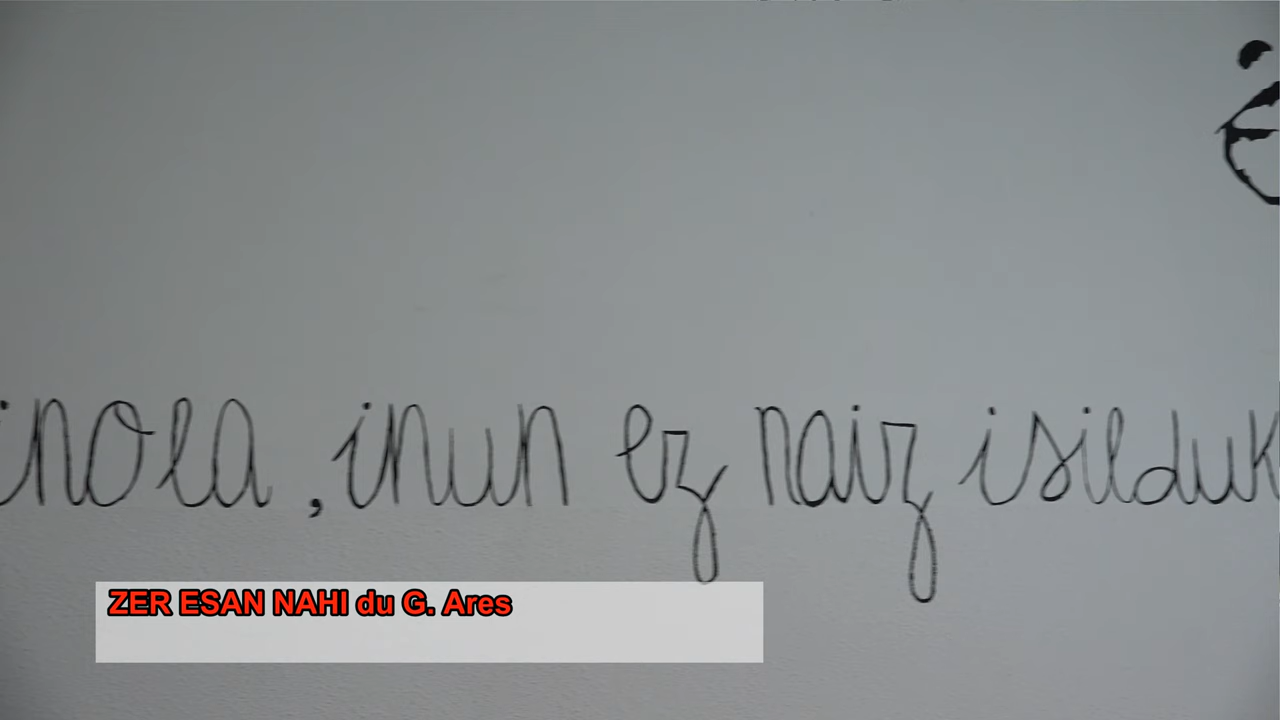 inola, inun ez naiz isilduk
ZER ESAN NAHI du G. Ares